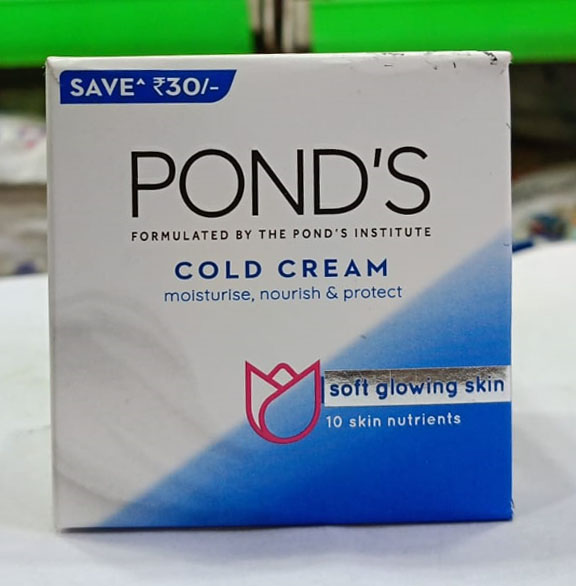 SAVE^ ₹30/-
POND'S
FORMULATED BY THE POND'S INSTITUTE
COLD CREAM
moisturise, nourish & protect
soft glowing skin
10 skin nutrients